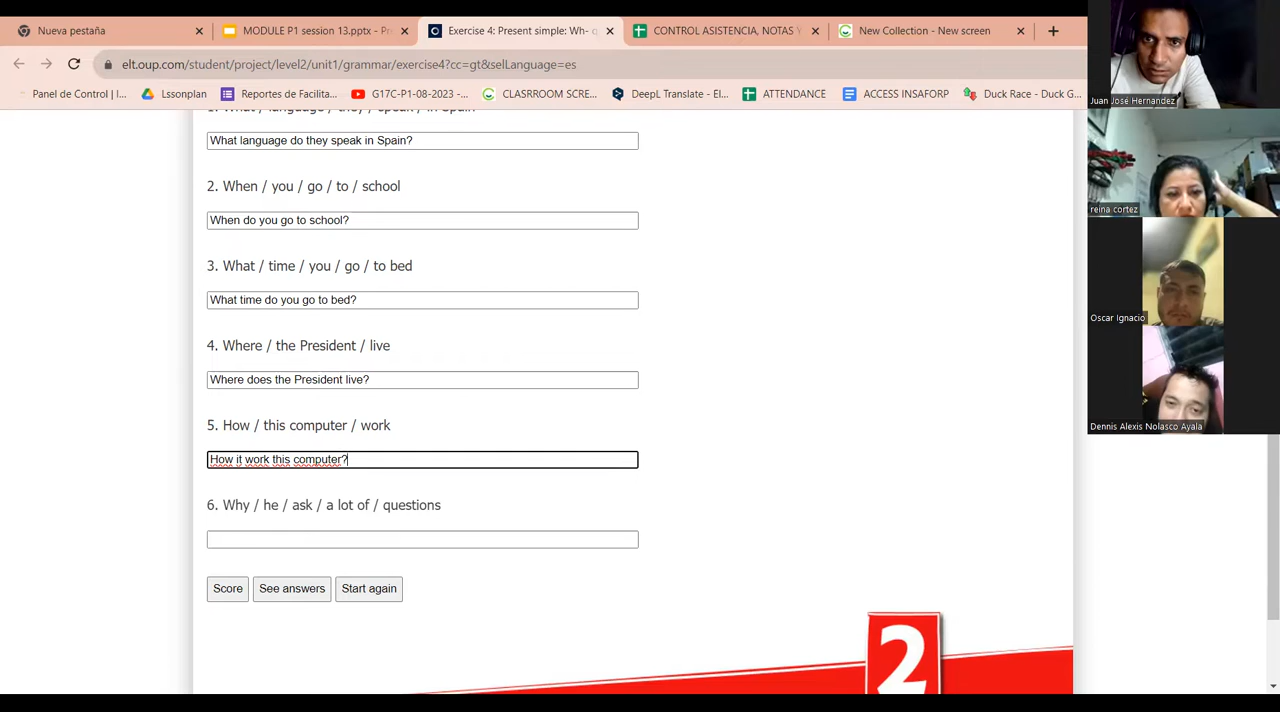 Nueva pestaña
MODULE P1 session 13.pptx - Pr
Exercise 4: Present simple: Wh- q
CONTROL ASISTENCIA, NOTAS Y
New Collection - New screen
elt.oup.com/student/project/level2/unit1/grammar/exercise4?cc=gt&selLanguage=es
Panel de Control | I...
Lssonplan
Reportes de Facilita...
G17C-P1-08-2023 -...
CLASSROOM SCRE...
DeepL Translate - El...
ATTENDANCE
ACCESS INSAFORP
Duck Race - Duck G...
What language do they speak in Spain?
2. When / you / go / to / school
When do you go to school?
3. What / time / you / go / to bed
What time do you go to bed?
4. Where / the President / live
Where does the President live?
5. How / this computer / work
How it work this computer?
6. Why / he / ask / a lot of / questions
Score
See answers
Start again
2
Juan José Hernandez
reina cortez
Oscar Ignacio
Dennis Alexis Nolasco Ayala